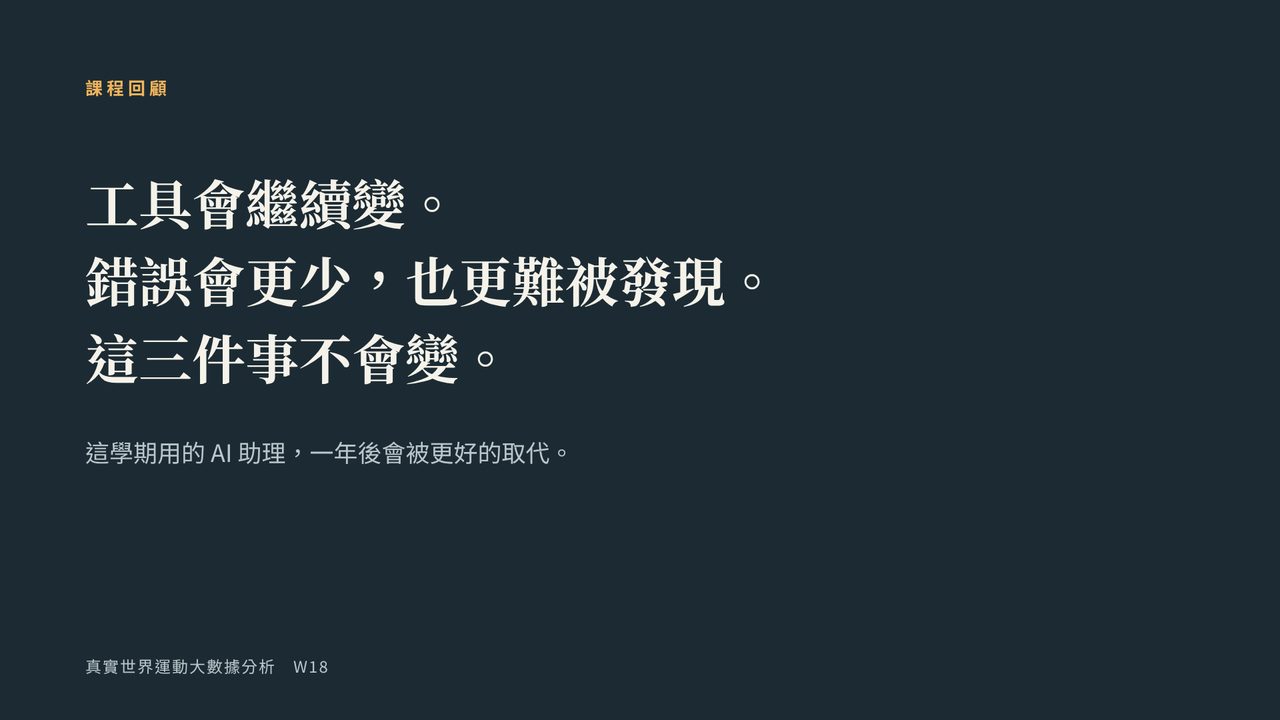 課程回顧
工具會繼續變。
錯誤會更少，也更難被發現。
這三件事不會變。
這學期用的 AI 助理，一年後會被更好的取代。
真實世界運動大數據分析　W18